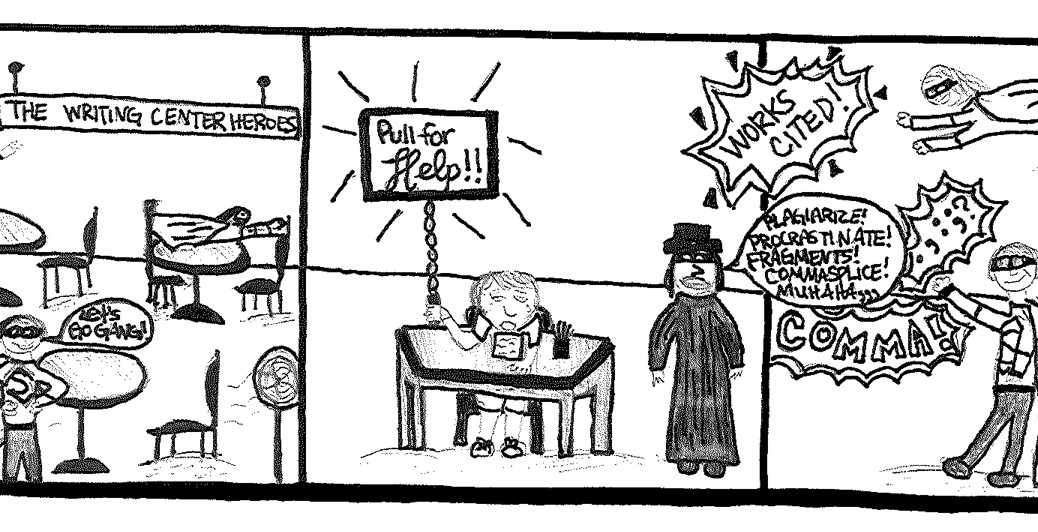 THE WRITING CENTER HEROES
LET'S
GO GANG!
Pull for
Help!!
WORKS
CITED!
PLAGIARIZE!
PROCRASTINATE!
FRAGMENTS!
COMMASPLICE!
MUHAHA,,,
COMMA!